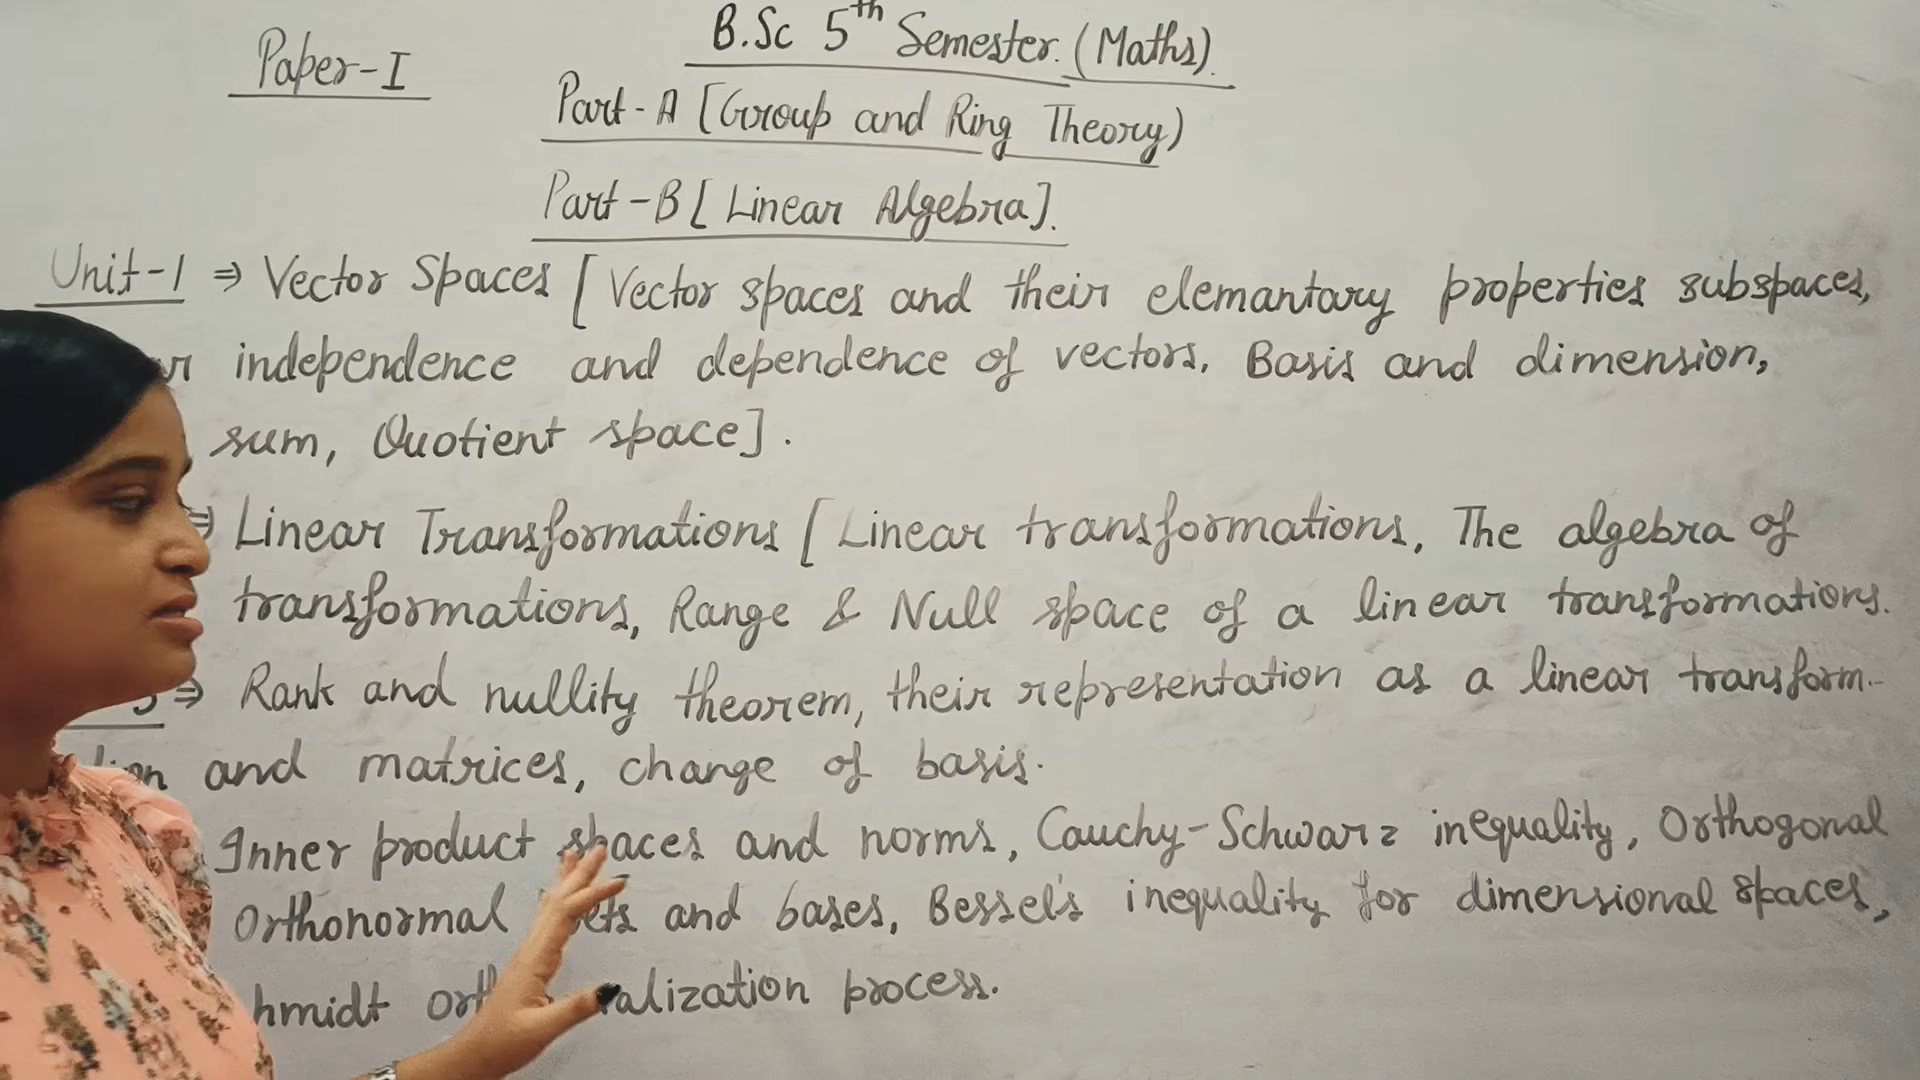 Paper-I
B.Sc 5th Semester. (Maths).
Part-A [Group and Ring Theory)
Part-B [Linear Algebra].
Unit-1 ⇒ Vector Spaces [Vector spaces and their elemantary properties subspaces,
independence and dependence of vectors. Basis and dimension,
sum, Quotient space].
⇒ Linear Transformations [Linear transformations, The algebra of
transformations, Range & Null space of a linear transformations.
3 ⇒ Rank and nullity theorem, their representation as a linear transform-
tion and matrices, change of basis.
Inner product spaces and norms, Cauchy-Schwarz inequality, Orthogonal
Orthonormal sets and bases, Bessel's inequality for dimensional spaces,
process.